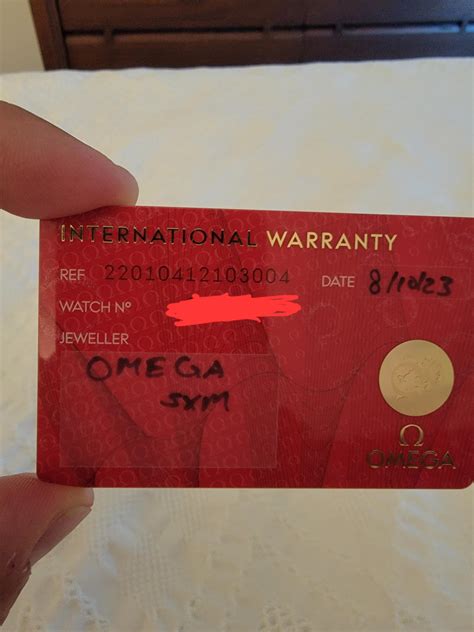 INTERNATIONAL WARRANTY
REF 22010412103004 DATE 8/10/23
WATCH Nº
JEWELLER
OMEGA
SXM
Ω
OMEGA